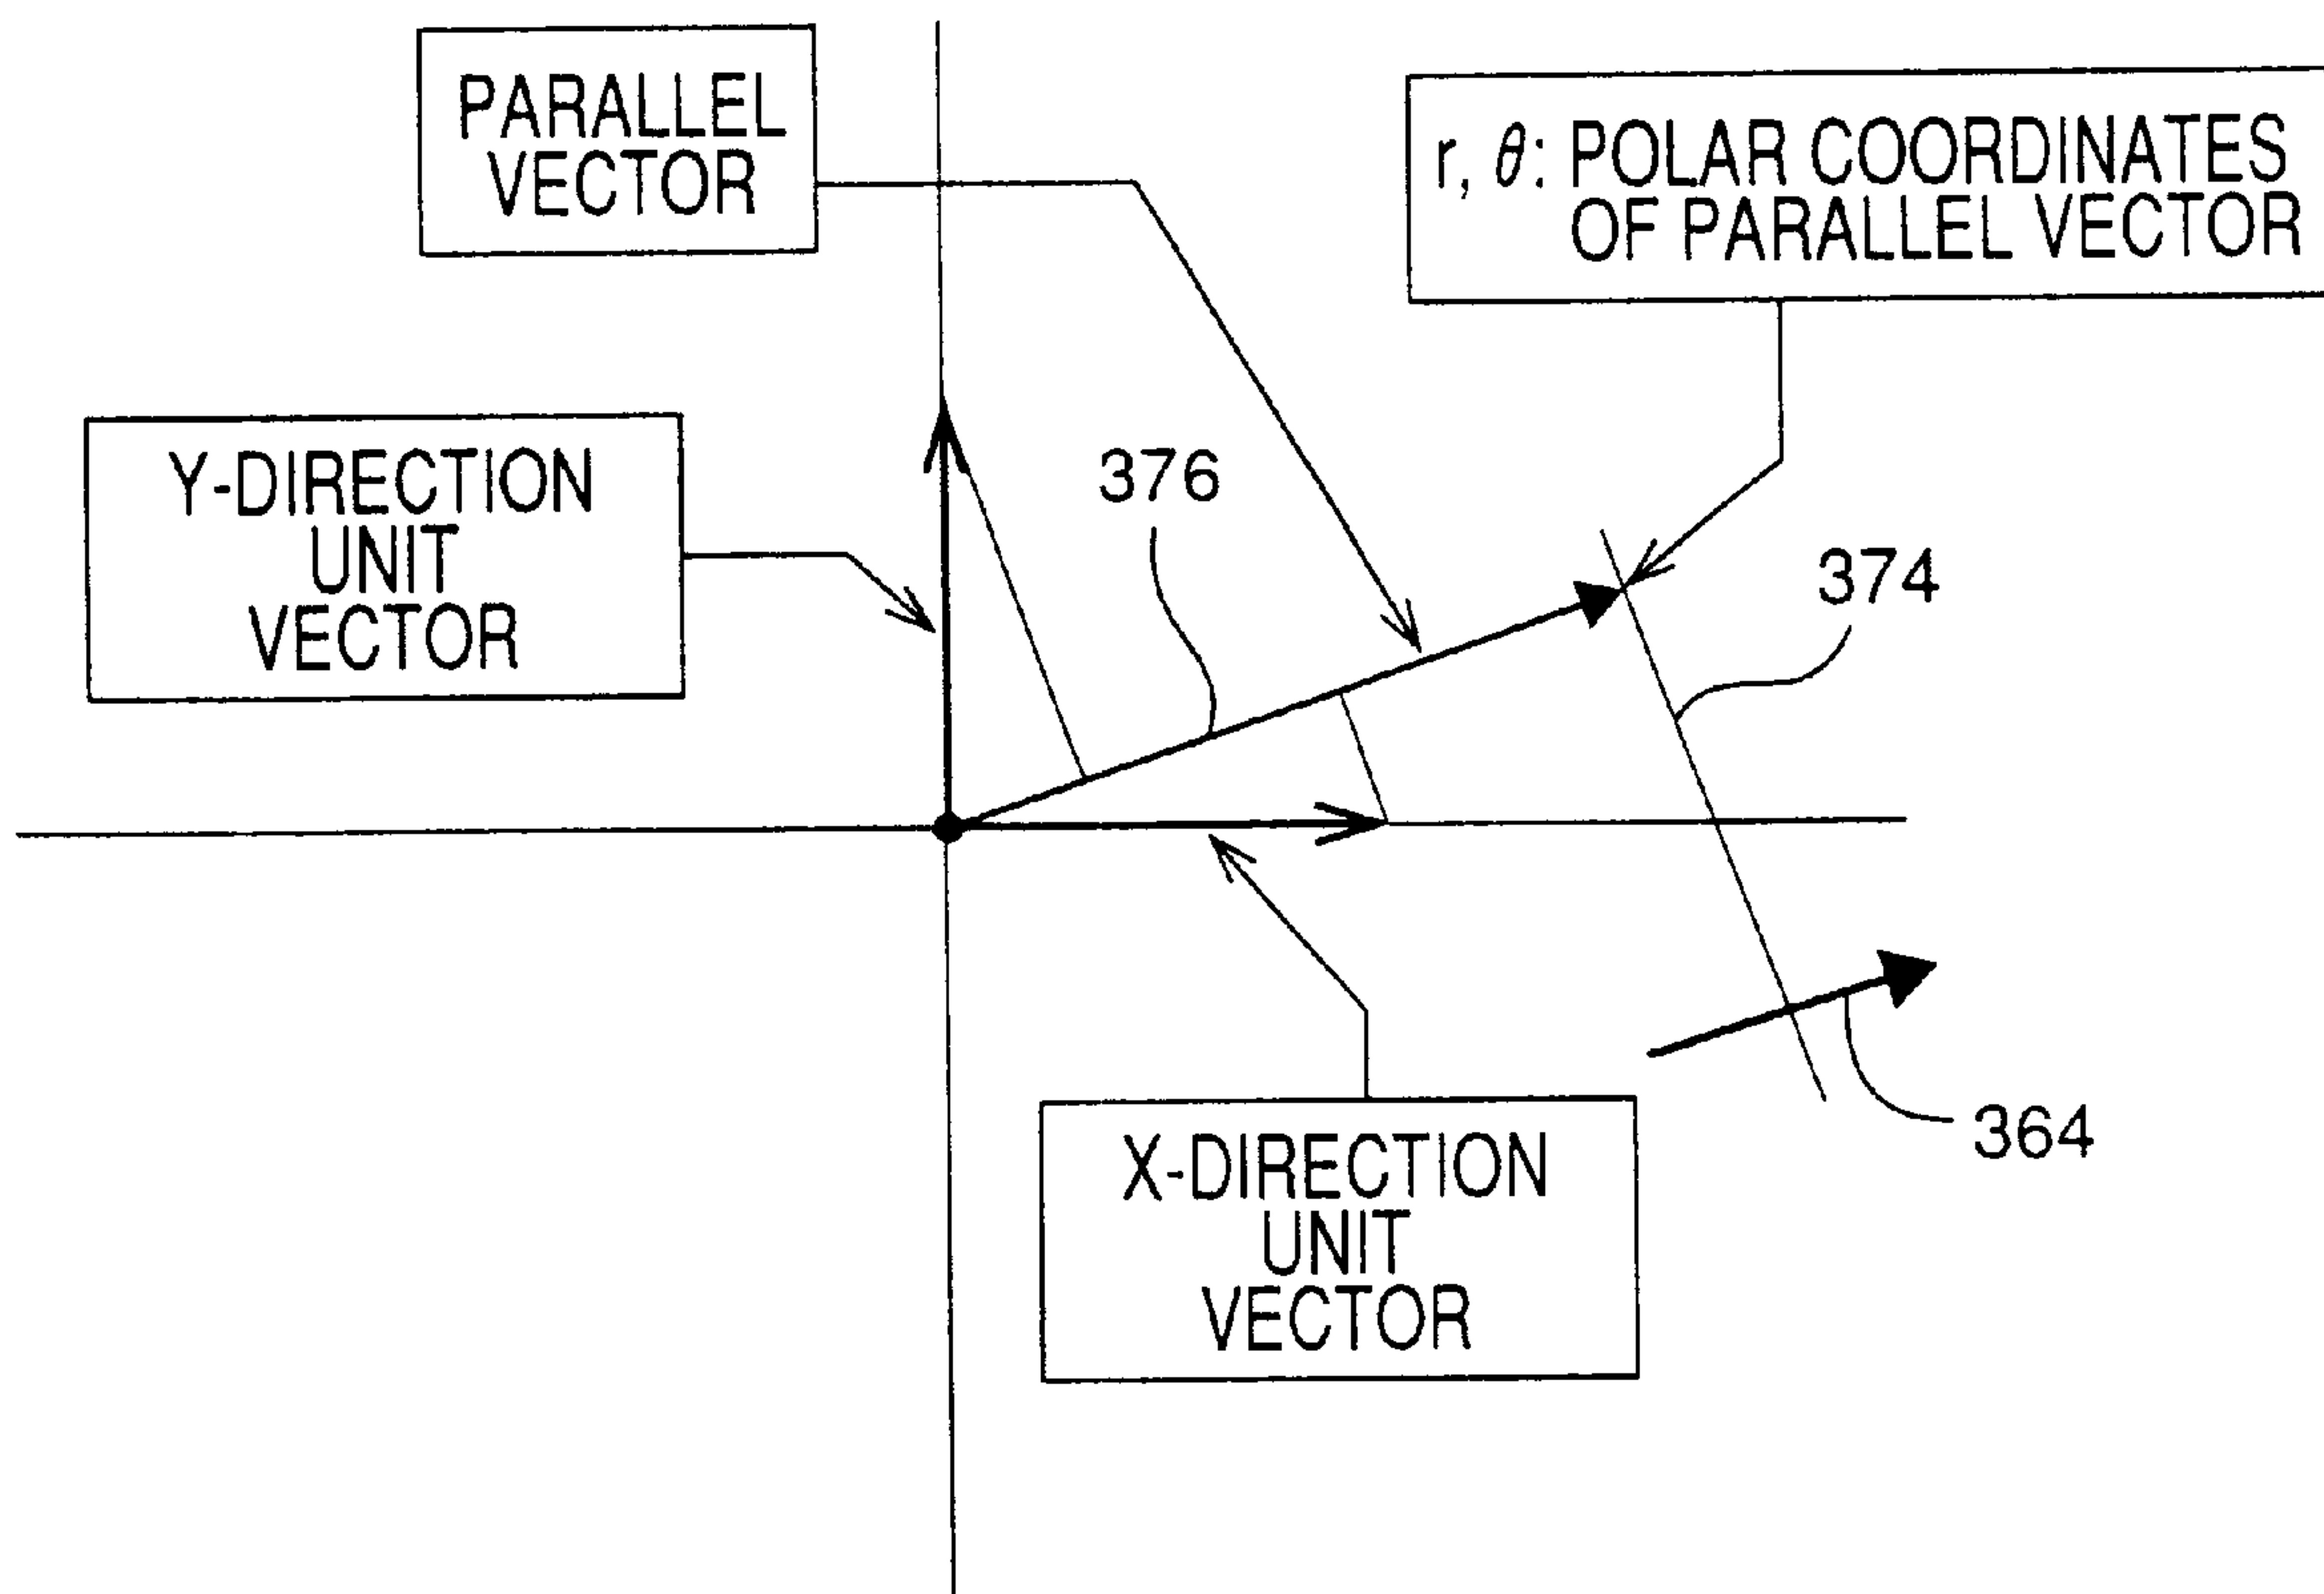 PARALLEL
VECTOR
r, θ: POLAR COORDINATES
OF PARALLEL VECTOR
Y-DIRECTION
UNIT
VECTOR
376
374
X-DIRECTION
UNIT
VECTOR
364